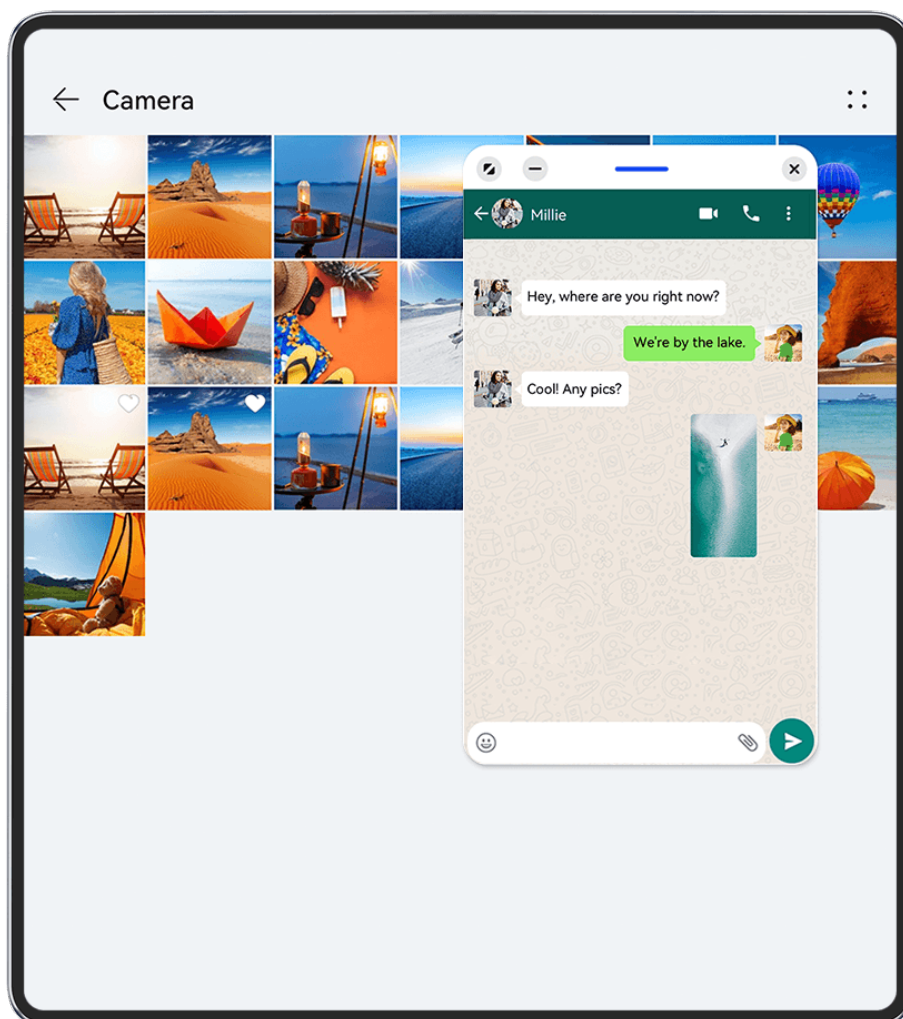 Camera
Millie
Hey, where are you right now?
We're by the lake.
Cool! Any pics?